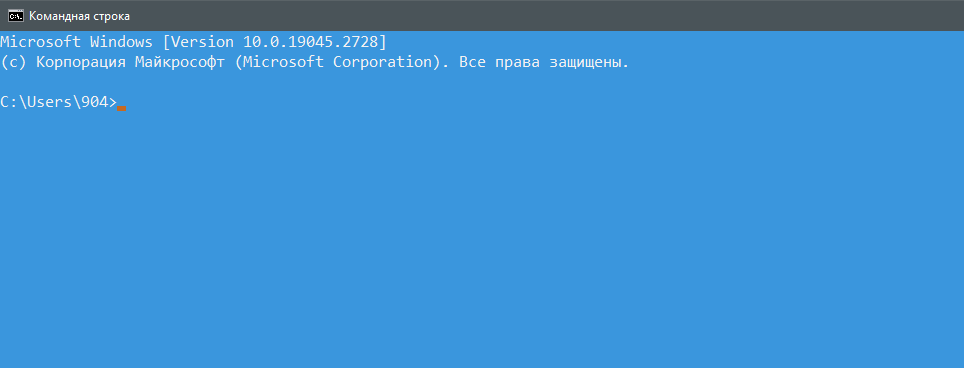 Командная строка
Microsoft Windows [Version 10.0.19045.2728]
(c) Корпорация Майкрософт (Microsoft Corporation). Все права защищены.
C:\Users\904>